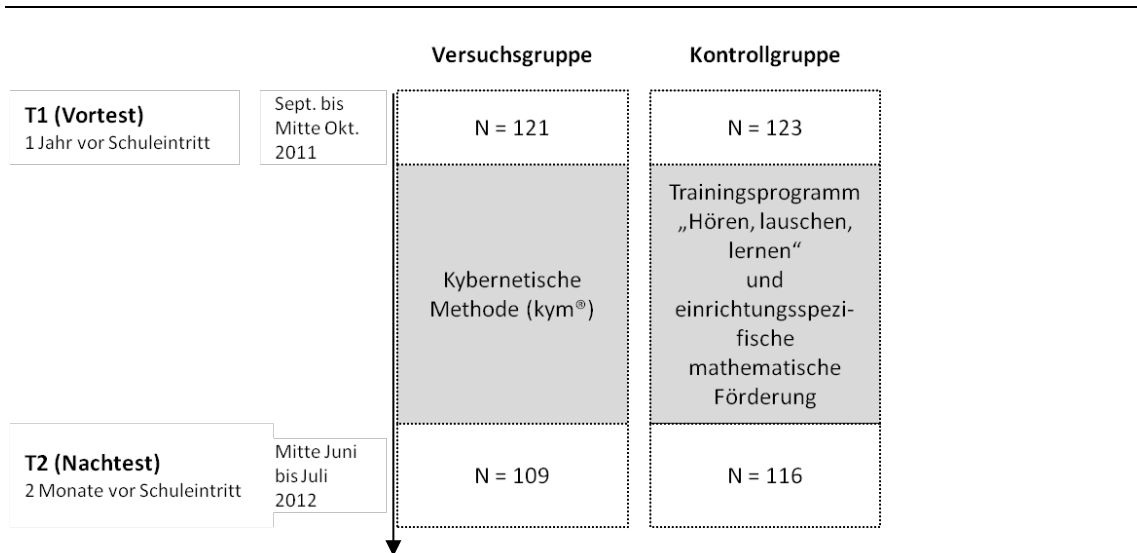 Versuchsgruppe
Kontrollgruppe
T1 (Vortest)
1 Jahr vor Schuleintritt
Sept. bis
Mitte Okt.
2011
N = 121
N = 123
Kybernetische
Methode (kym®)
Trainingsprogramm
„Hören, lauschen,
lernen“
und
einrichtungsspezi-
fische
mathematische
Förderung
T2 (Nachtest)
2 Monate vor Schuleintritt
Mitte Juni
bis Juli
2012
N = 109
N = 116